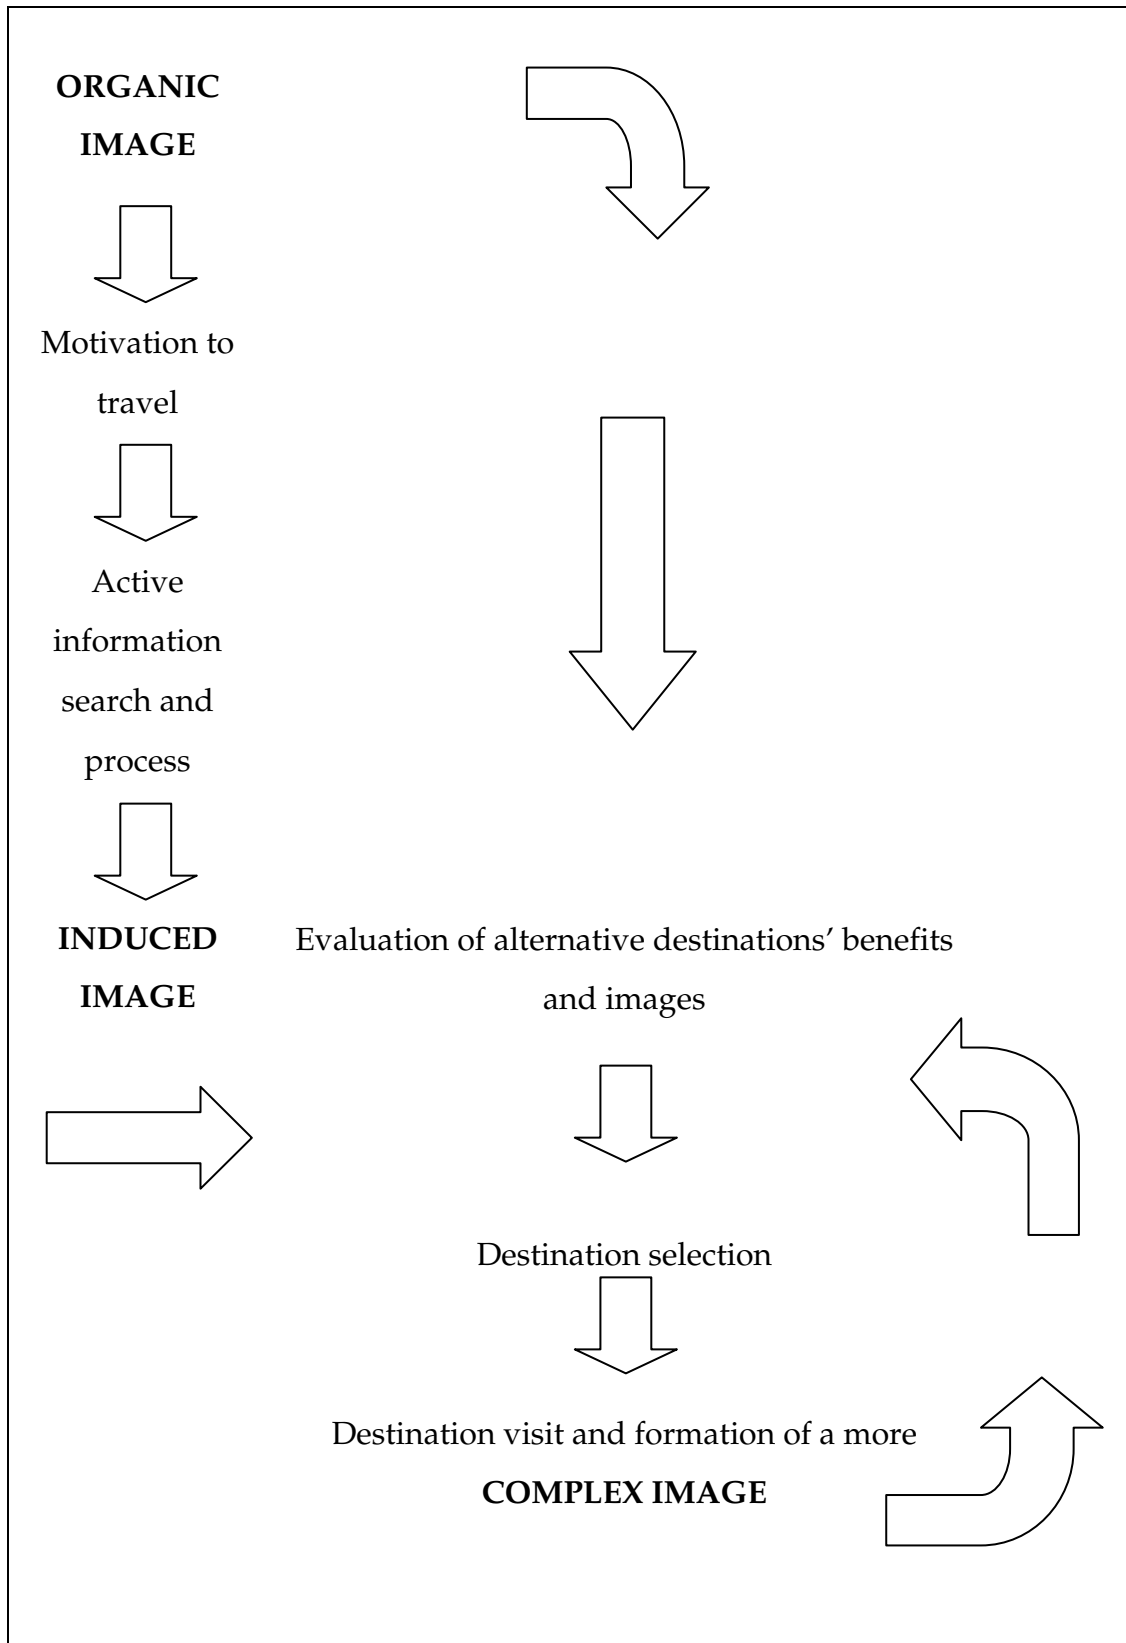 ORGANIC
IMAGE
Motivation to
travel
Active
information
search and
process
INDUCED
IMAGE
Evaluation of alternative destinations’ benefits
and images
Destination selection
Destination visit and formation of a more
COMPLEX IMAGE